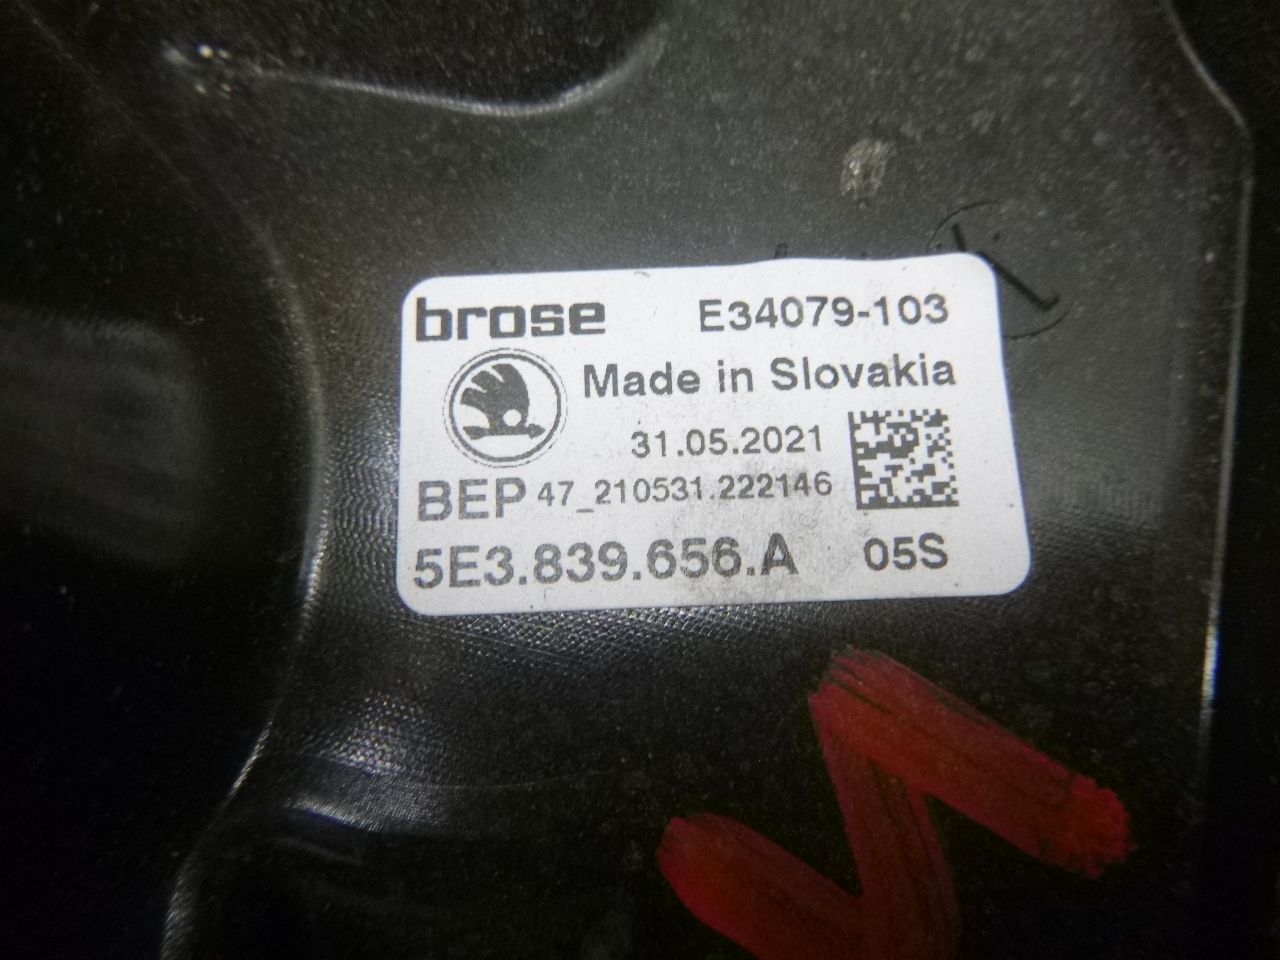 brose E34079-103
Made in Slovakia
31.05.2021
BEP 47_210531.222146
5E3.839.656.A 05S